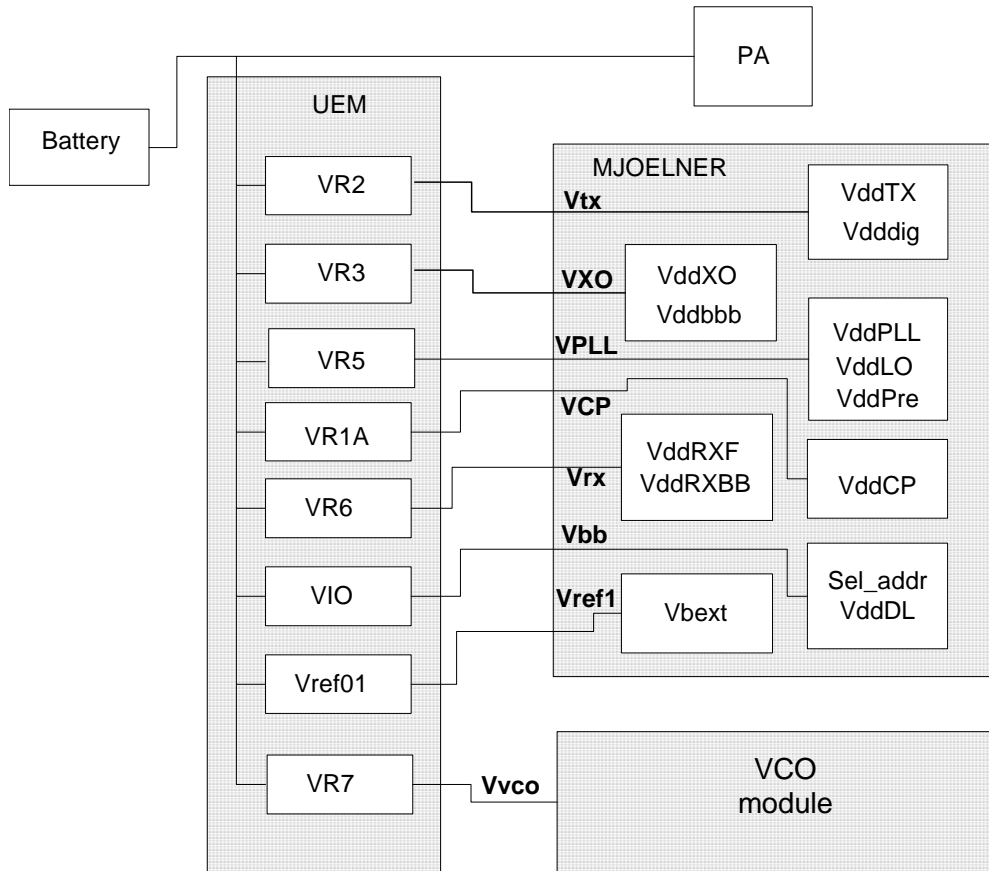 PA
UEM
Battery
MJOELNER
VR2
Vtx
VddTX
Vdddig
VR3
VXO
VddXO
Vddbbb
VR5
VPLL
VddPLL
VddLO
VddPre
VR1A
VCP
VddRXF
VddRXBB
VddCP
VR6
Vrx
Vbb
VIO
Vref1
Vbext
Sel_addr
VddDL
Vref01
VR7
Vvco
VCO
module